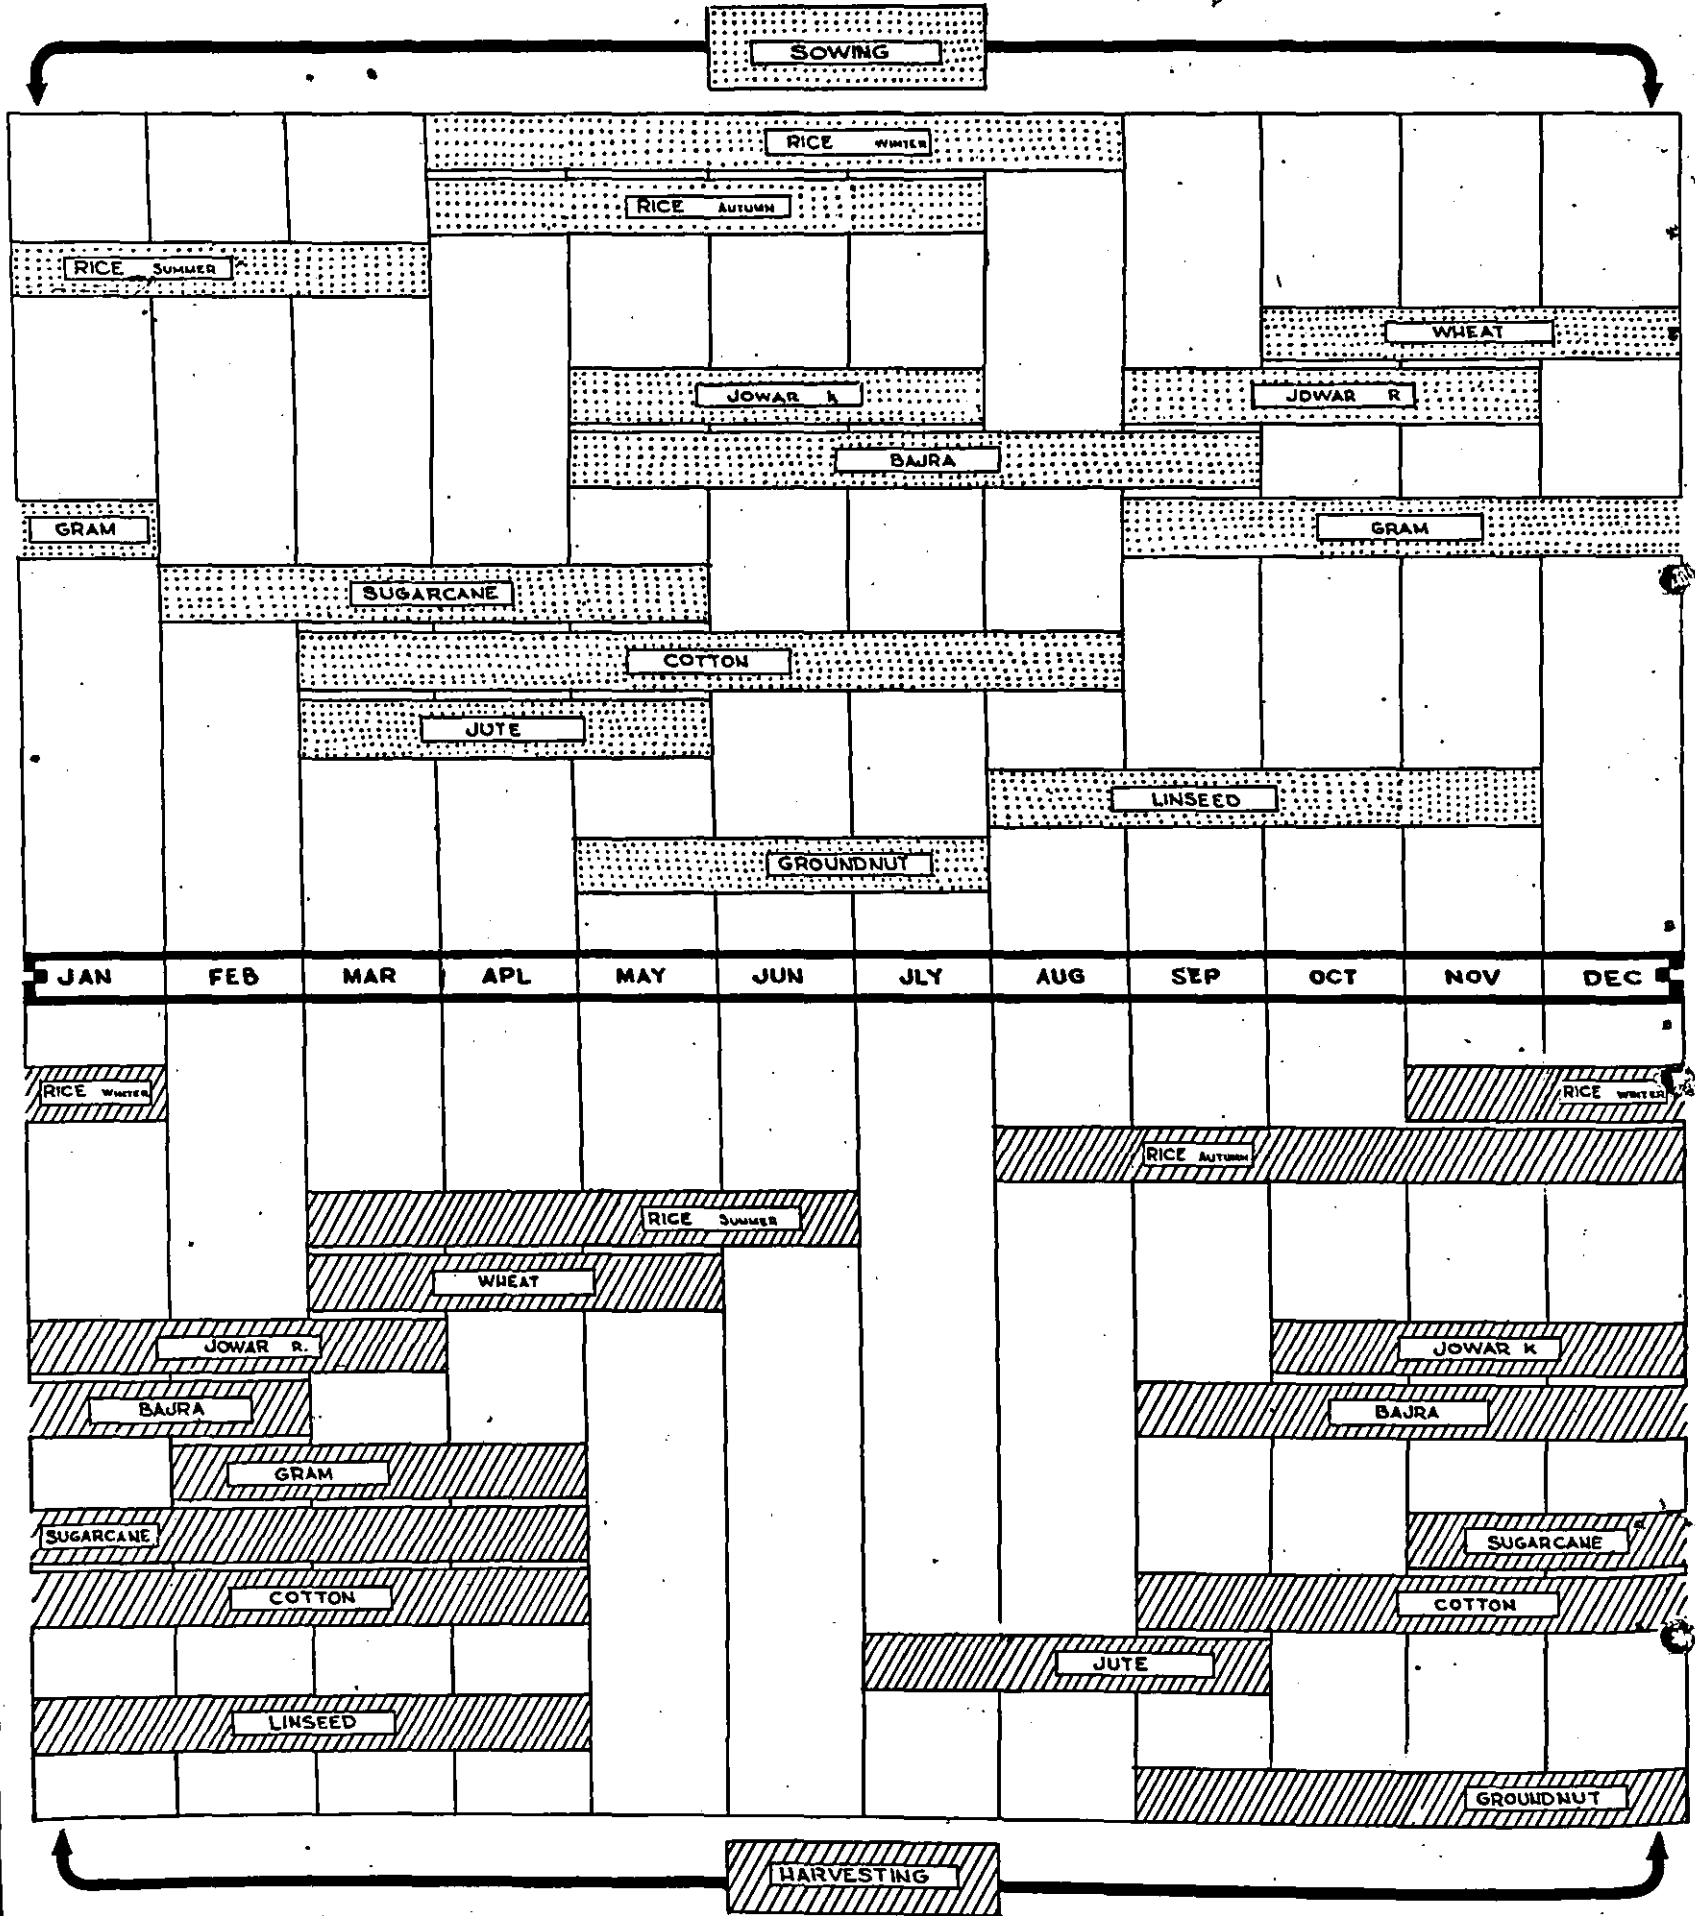 SOWING
RICE WINTER
RICE AUTUMN
RICE SUMMER
WHEAT
JOWAR K JOWAR R
BAJRA
GRAM GRAM
SUGARCANE
COTTON
JUTE
LINSEED
GROUNDNUT
JAN FEB MAR APL MAY JUN JLY AUG SEP OCT NOV DEC
RICE WINTER RICE WINTER
RICE AUTUMN
RICE SUMMER
WHEAT
JOWAR R. JOWAR K
BAJRA BAJRA
GRAM
SUGARCANE SUGARCANE
COTTON COTTON
JUTE
LINSEED
GROUNDNUT
HARVESTING